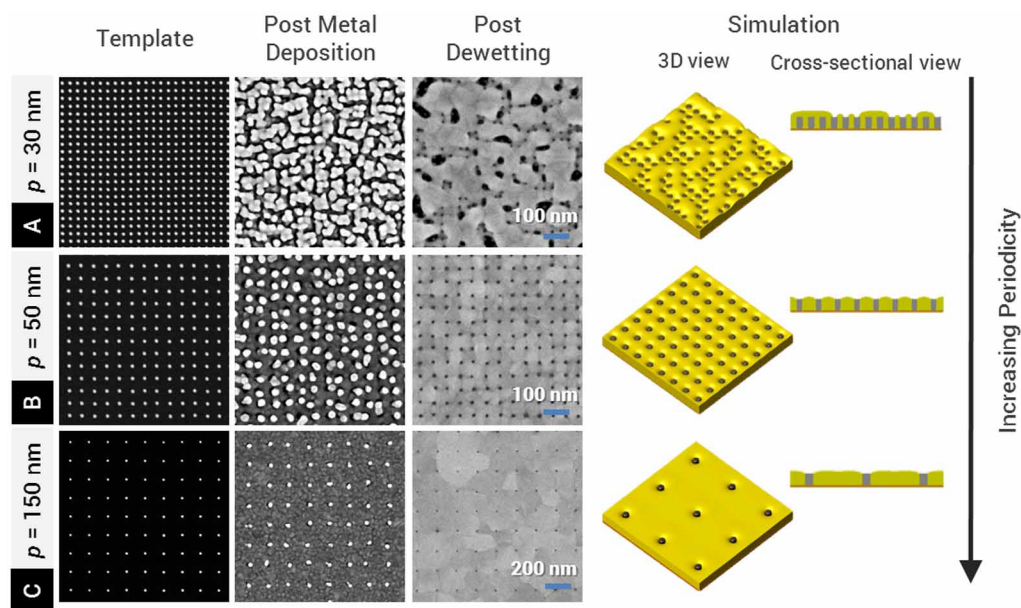 Template
Post Metal
Deposition
Post
Dewetting
Simulation
3D view
Cross-sectional view
A
p = 30 nm
100 nm
B
p = 50 nm
100 nm
C
p = 150 nm
200 nm
Increasing Periodicity